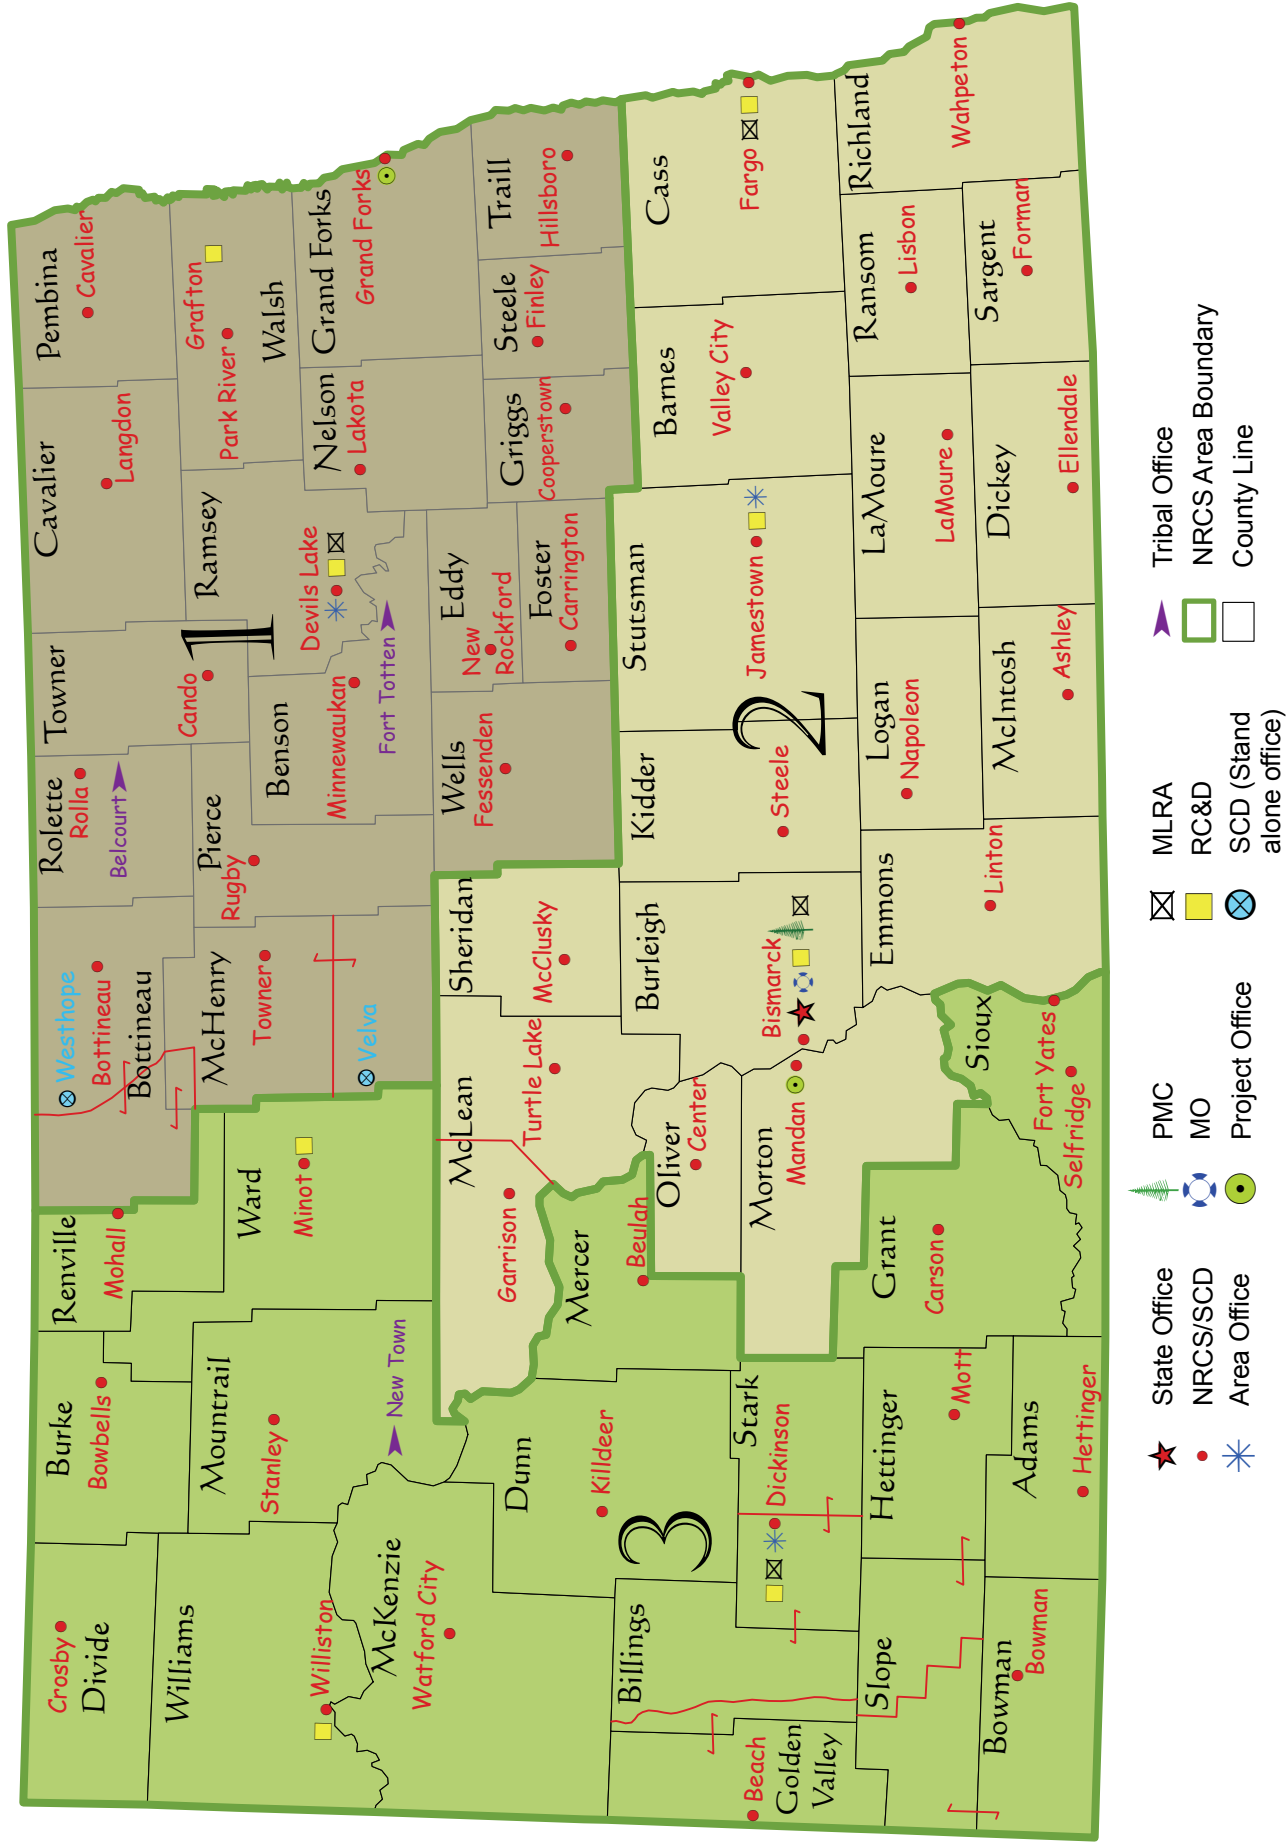 Divide
Crosby
Burke
Bowbells
Renville
Mohall
Bottineau
Bottineau
Westhope
Rolette
Rolla
Belcourt
Towner
Cando
Cavalier
Langdon
Pembina
Cavalier
Williams
Williston
Mountrail
Stanley
New Town
Ward
Minot
McHenry
Towner
Velva
Pierce
Rugby
Benson
Minnewaukan
Fort Totten
1
Ramsey
Devils Lake
Walsh
Grafton
Park River
Nelson
Lakota
Grand Forks
Grand Forks
McKenzie
Watford City
Dunn
Killdeer
Mercer
Beulah
McLean
Garrison
Turtle Lake
Sheridan
McClusky
Wells
Fessenden
Eddy
New
Rockford
Foster
Carrington
Griggs
Cooperstown
Steele
Finley
Traill
Hillsboro
3
Billings
Golden
Valley
Beach
Stark
Dickinson
Oliver
Center
Morton
Mandan
Burleigh
Bismarck
Kidder
Steele
2
Stutsman
Jamestown
Barnes
Valley City
Cass
Fargo
Slope
Hettinger
Mott
Grant
Carson
Bowman
Bowman
Adams
Hettinger
Sioux
Fort Yates
Selfridge
Emmons
Linton
Logan
Napoleon
McIntosh
Ashley
LaMoure
LaMoure
Dickey
Ellendale
Ransom
Lisbon
Sargent
Forman
Richland
Wahpeton
State Office
NRCS/SCD
Area Office
PMC
MO
Project Office
MLRA
RC&D
SCD (Stand
alone office)
Tribal Office
NRCS Area Boundary
County Line